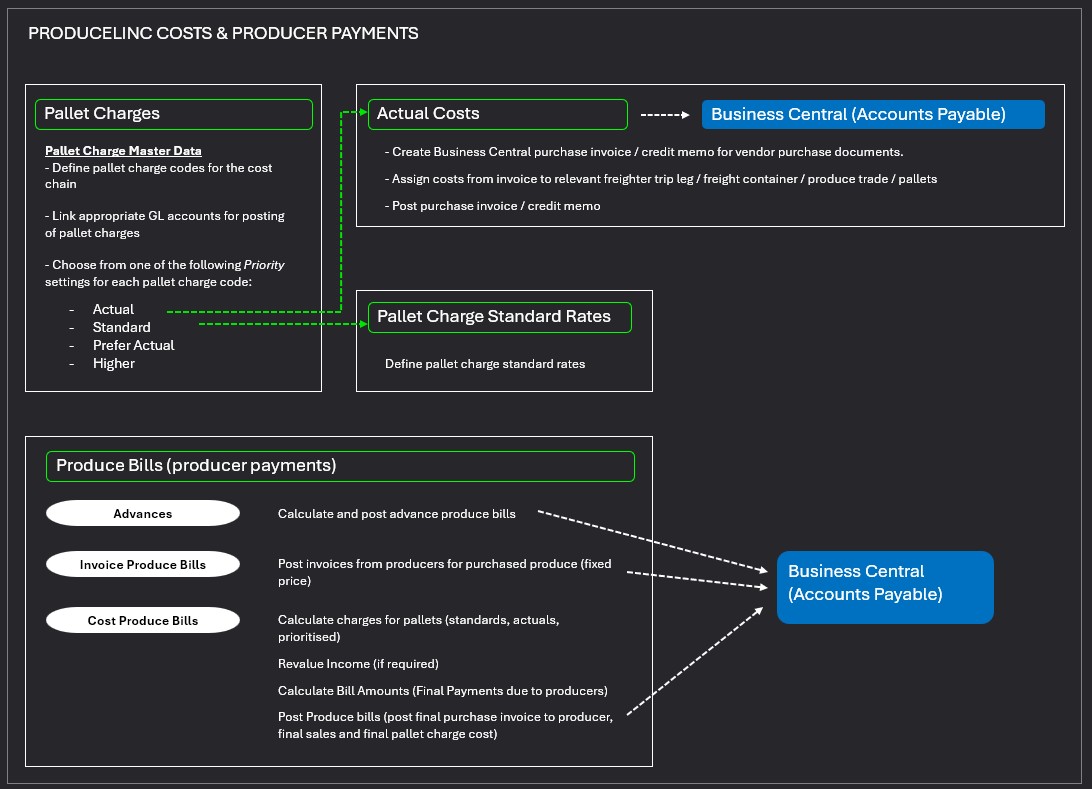 PRODUCELINC COSTS & PRODUCER PAYMENTS
Pallet Charges
Pallet Charge Master Data
- Define pallet charge codes for the cost
chain
- Link appropriate GL accounts for posting
of pallet charges
- Choose from one of the following Priority
settings for each pallet charge code:
- Actual
- Standard
- Prefer Actual
- Higher
Actual Costs
Business Central (Accounts Payable)
- Create Business Central purchase invoice / credit memo for vendor purchase documents.
- Assign costs from invoice to relevant freighter trip leg / freight container / produce trade / pallets
- Post purchase invoice / credit memo
Pallet Charge Standard Rates
Define pallet charge standard rates
Produce Bills (producer payments)
Advances
Calculate and post advance produce bills
Invoice Produce Bills
Post invoices from producers for purchased produce (fixed
price)
Cost Produce Bills
Calculate charges for pallets (standards, actuals,
prioritised)
Revalue Income (if required)
Calculate Bill Amounts (Final Payments due to producers)
Post Produce bills (post final purchase invoice to producer,
final sales and final pallet charge cost)
Business Central
(Accounts Payable)